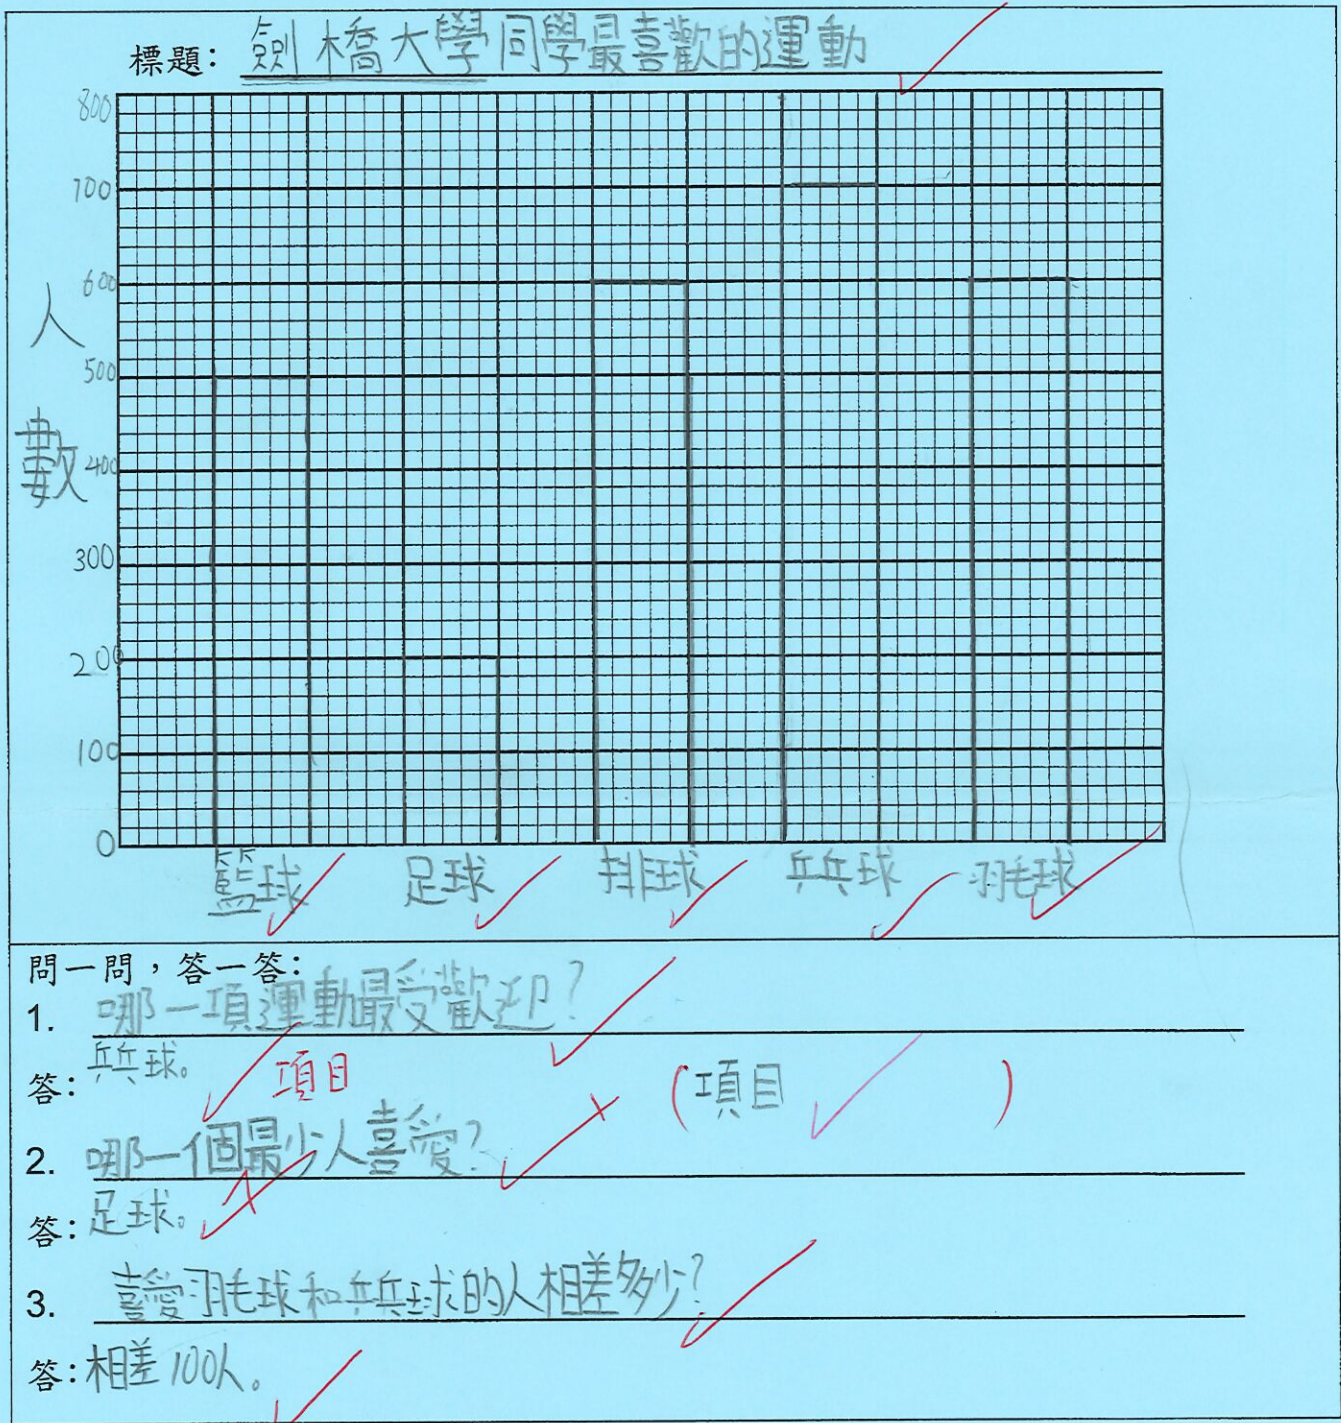 標題：劍橋大學同學最喜歡的運動
800
700
600
人
500
數
400
300
200
100
0
籃球 足球 排球 乒乓球 羽毛球
問一問，答一答：
1. 哪一項運動最受歡迎？
答：乒乓球。
項目 (項目)
2. 哪一個最少人喜愛？
答：足球。
3. 喜愛羽毛球和乒乓球的人相差多少？
答：相差100人。